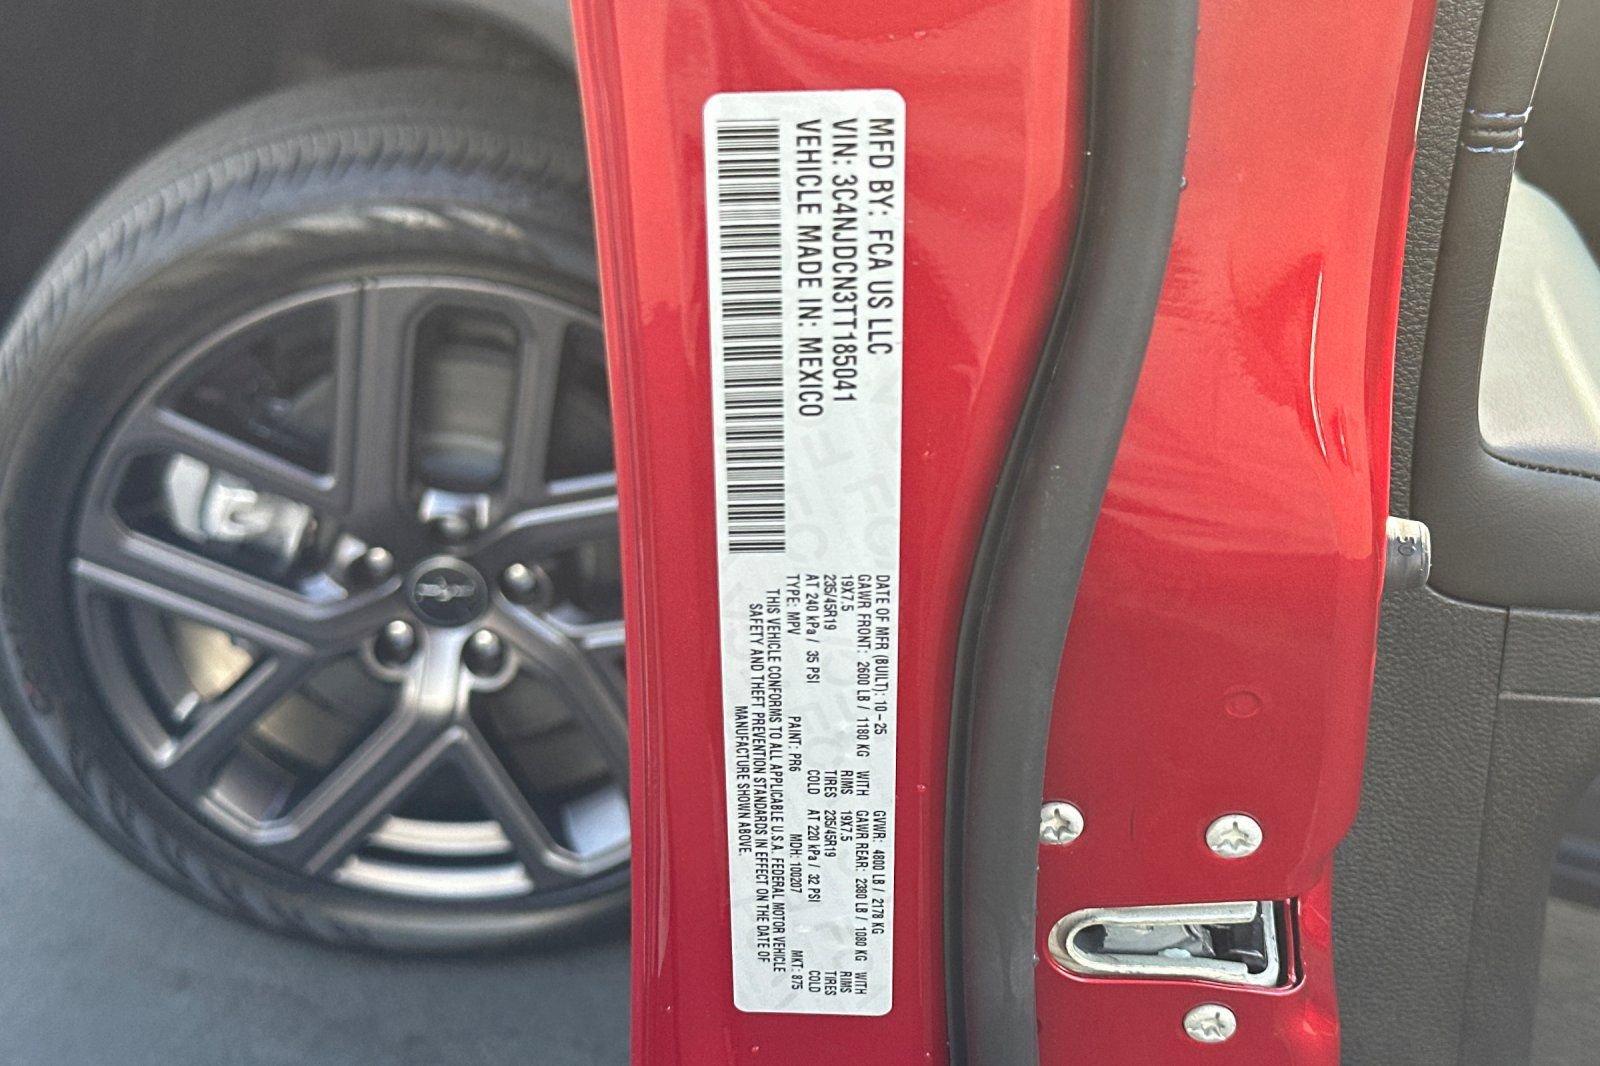 MFD BY: FCA US LLC
VIN: 3C4NJDCN3TT185041
VEHICLE MADE IN: MEXICO
DATE OF MFR (BUILT): 10-25 GVWR: 4800 LB / 2178 KG
GAWR FRONT: 2600 LB / 1180 KG WITH GAWR REAR: 2380 LB / 1080 KG WITH
19X7.5 RIMS 19X7.5 RIMS
235/45R19 TIRES 235/45R19 TIRES
AT 240 kPa / 35 PSI COLD AT 220 kPa / 32 PSI COLD
TYPE: MPV PAINT: PR6 MDH: 100207 MKT: 875
THIS VEHICLE CONFORMS TO ALL APPLICABLE U.S.A. FEDERAL MOTOR VEHICLE
SAFETY AND THEFT PREVENTION STANDARDS IN EFFECT ON THE DATE OF
MANUFACTURE SHOWN ABOVE.
50